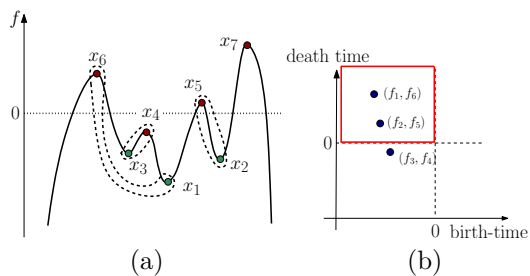 f
x₇
x₆
x₅
x₄
0
x₃
x₂
x₁
(a)
death time
(f₁, f₆)
(f₂, f₅)
0
(f₃, f₄)
0 birth-time
(b)